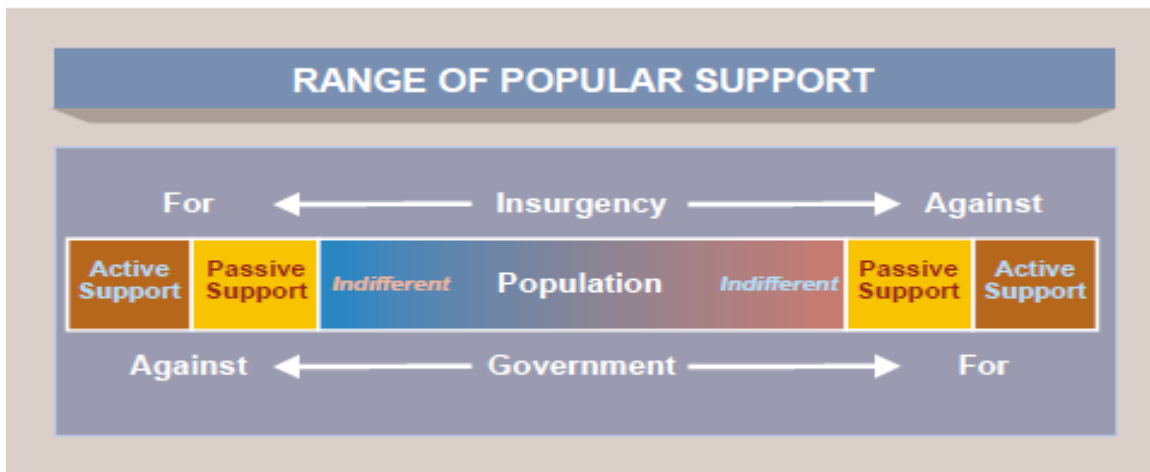 RANGE OF POPULAR SUPPORT
For Insurgency Against
Active Passive Passive Active
Support Support Indifferent Population Indifferent Support Support
Against Government For